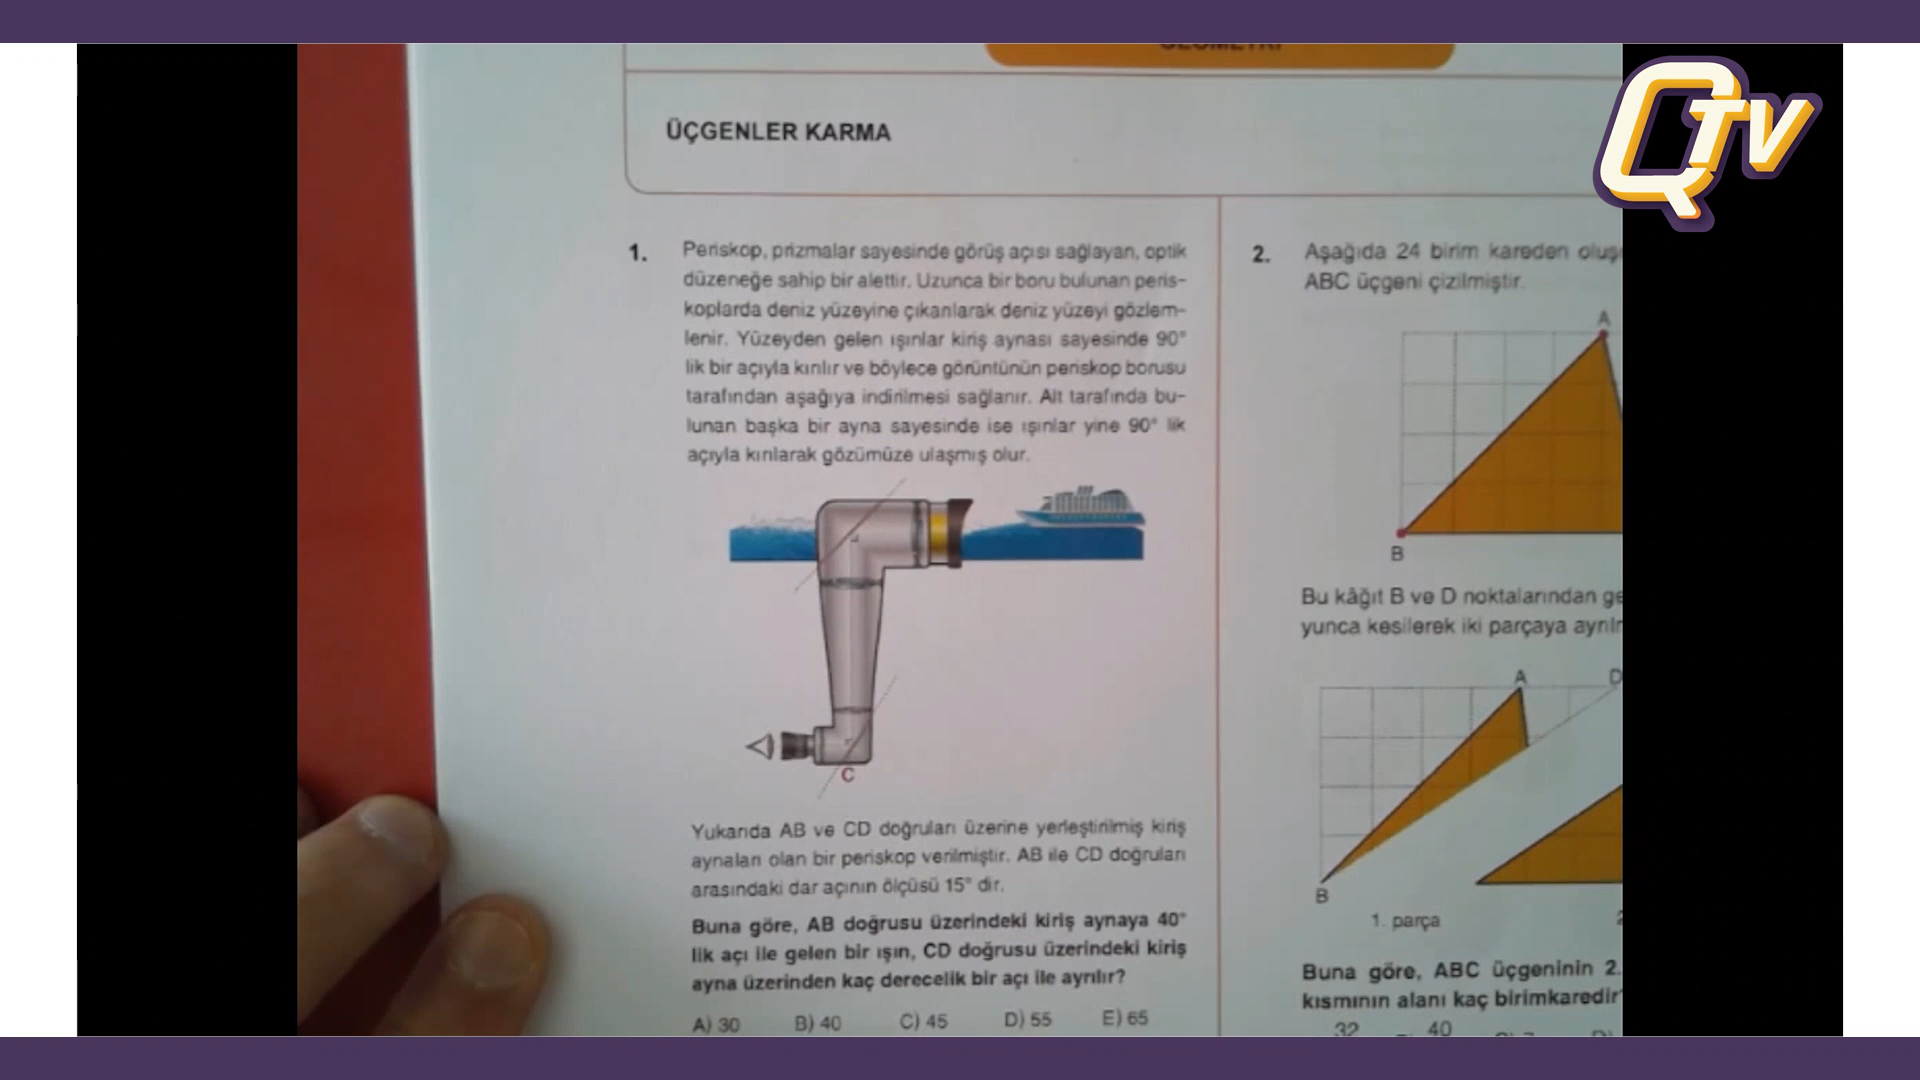 GEOMETRİ
QTV
ÜÇGENLER KARMA
1. Periskop, prizmalar sayesinde görüş açısı sağlayan, optik
düzeneğe sahip bir alettir. Uzunca bir boru bulunan peris-
koplarda deniz yüzeyine çıkarılarak deniz yüzeyi gözlem-
lenir. Yüzeyden gelen ışınlar kiriş aynası sayesinde 90°
lik bir açıyla kırılır ve böylece görüntünün periskop borusu
tarafından aşağıya indirilmesi sağlanır. Alt tarafında bu-
lunan başka bir ayna sayesinde ise ışınlar yine 90° lik
açıyla kırılarak gözümüze ulaşmış olur.
C
Yukarıda AB ve CD doğruları üzerine yerleştirilmiş kiriş
aynaları olan bir periskop verilmiştir. AB ile CD doğruları
arasındaki dar açının ölçüsü 15° dir.
Buna göre, AB doğrusu üzerindeki kiriş aynaya 40°
lik açı ile gelen bir ışın, CD doğrusu üzerindeki kiriş
ayna üzerinden kaç derecelik bir açı ile ayrılır?
A) 30 B) 40 C) 45 D) 55 E) 65
2. Aşağıda 24 birim kareden
ABC üçgeni çizilmiştir.
A
B
Bu kâğıt B ve D noktalarından
yunca kesilerek iki parçaya
A
D
B
1. parça
Buna göre, ABC üçgeninin 2.
kısmının alanı kaç birimkaredir
32 40